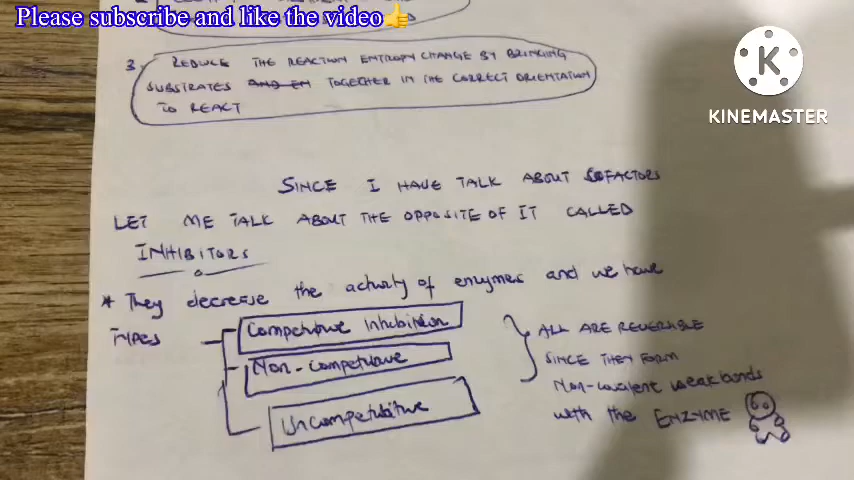 Please subscribe and like the video👍
KINEMASTER
3. REDUCE THE REACTION ENTROPY CHANGE BY BRINGING
SUBSTRATES AND EN TOGETHER IN THE CORRECT ORIENTATION
TO REACT
SINCE I HAVE TALK ABOUT COFACTORS
LET ME TALK ABOUT THE OPPOSITE OF IT CALLED
INHIBITORS
* They decrease the activity of enzymes and we have
TYPES
Competitive Inhibition
Non-competitive
Uncompetitive
ALL ARE REVERSIBLE
SINCE THEY FORM
Non-covalent weak bonds
with the ENZYME